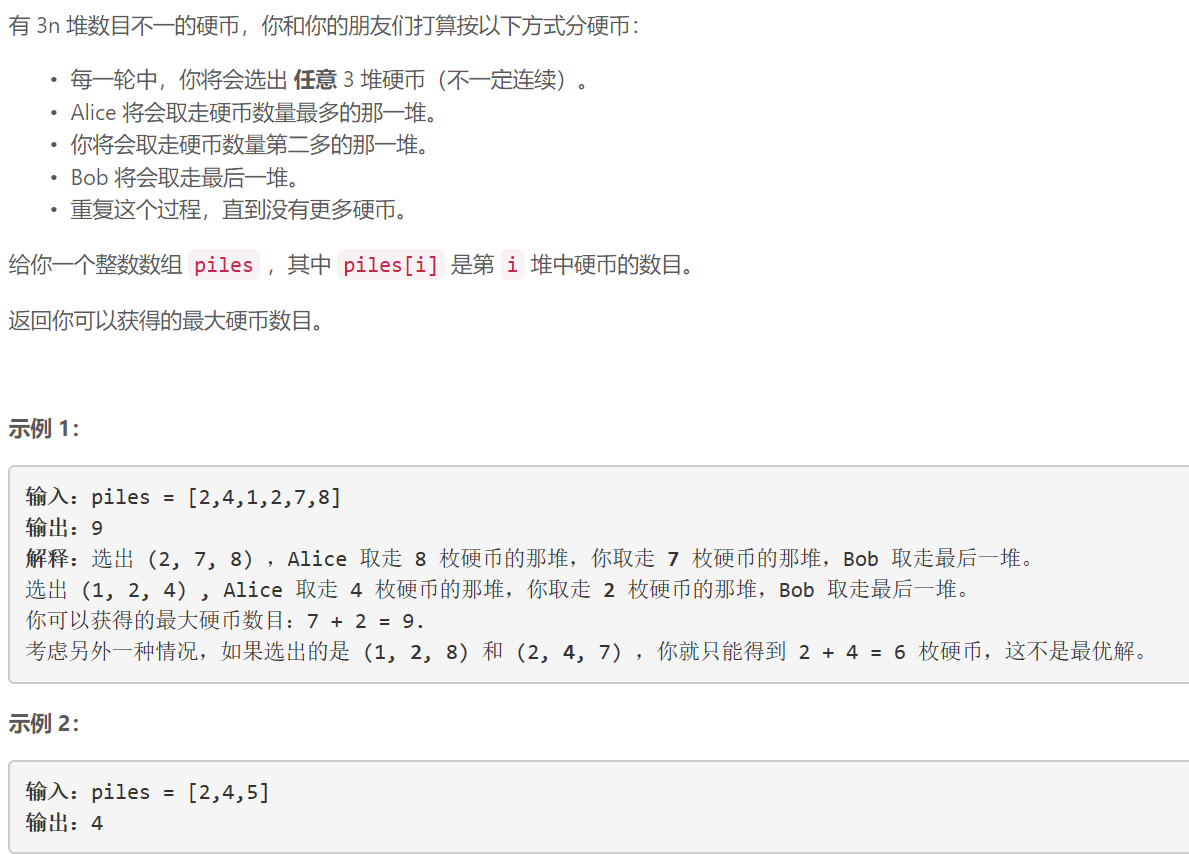 有 3n 堆数目不一的硬币，你和你的朋友们打算按以下方式分硬币：
• 每一轮中，你将会选出 任意 3 堆硬币（不一定连续）。
• Alice 将会取走硬币数量最多的那一堆。
• 你将会取走硬币数量第二多的那一堆。
• Bob 将会取走最后一堆。
• 重复这个过程，直到没有更多硬币。
给你一个整数数组 piles ，其中 piles[i] 是第 i 堆中硬币的数目。
返回你可以获得的最大硬币数目。
示例 1：
输入：piles = [2,4,1,2,7,8]
输出：9
解释：选出 (2, 7, 8) ，Alice 取走 8 枚硬币的那堆，你取走 7 枚硬币的那堆，Bob 取走最后一堆。
选出 (1, 2, 4) , Alice 取走 4 枚硬币的那堆，你取走 2 枚硬币的那堆，Bob 取走最后一堆。
你可以获得的最大硬币数目：7 + 2 = 9.
考虑另外一种情况，如果选出的是 (1, 2, 8) 和 (2, 4, 7) ，你就只能得到 2 + 4 = 6 枚硬币，这不是最优解。
示例 2：
输入：piles = [2,4,5]
输出：4